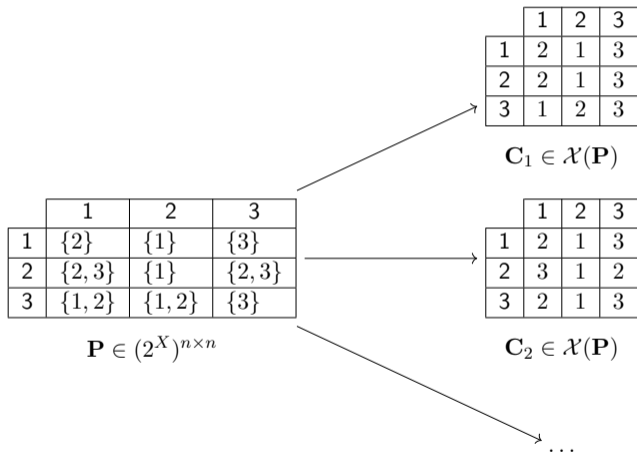 1 2 3
1 2 1 3
2 2 1 3
3 1 2 3
C₁ ∈ 𝒳(P)
1 2 3
1 {2} {1} {3}
2 {2, 3} {1} {2, 3}
3 {1, 2} {1, 2} {3}
P ∈ (2^X)^{n×n}
1 2 3
1 2 1 3
2 3 1 2
3 2 1 3
C₂ ∈ 𝒳(P)
...